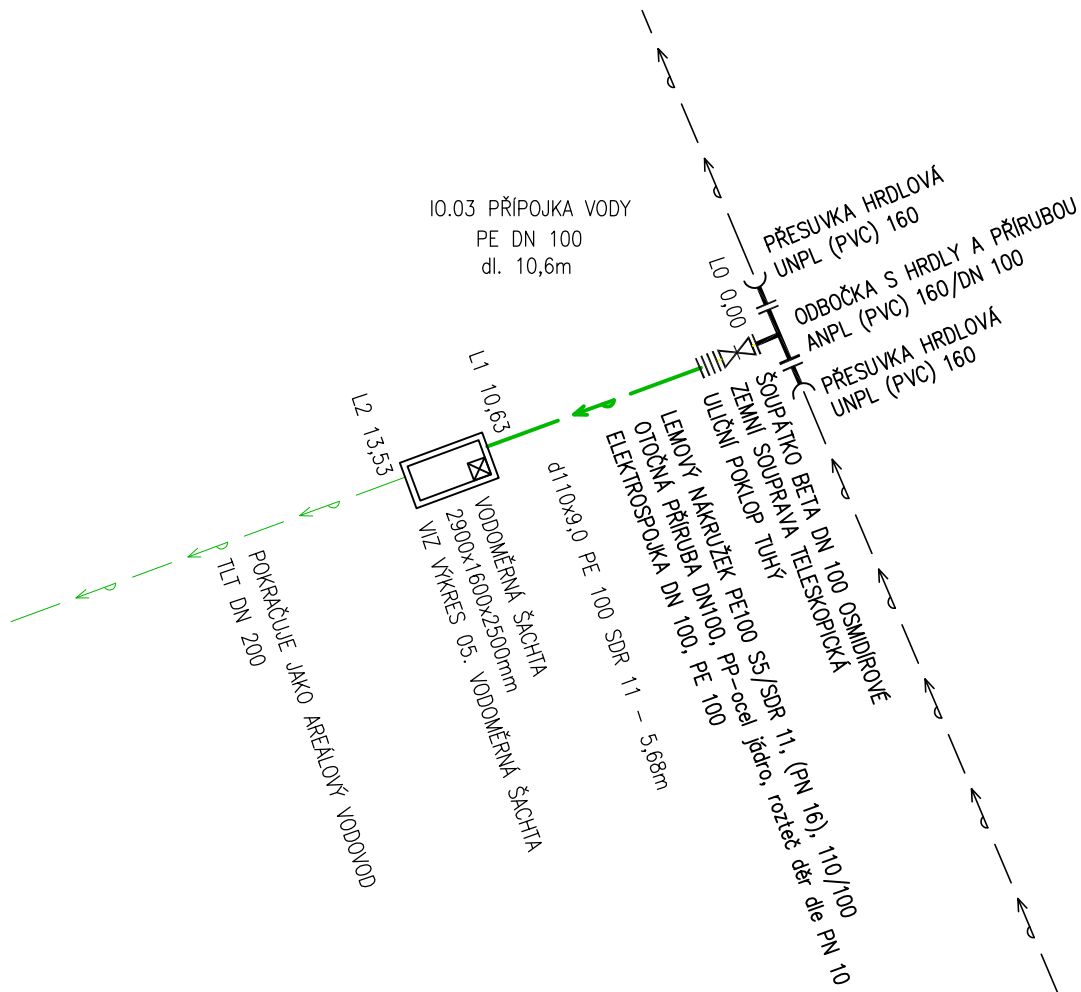 IO.03 PŘÍPOJKA VODY
PE DN 100
dl. 10,6m
PŘESUVKA HRDLOVÁ
UNPL (PVC) 160
ODBOČKA S HRDLY A PŘÍRUBOU
ANPL (PVC) 160/DN 100
PŘESUVKA HRDLOVÁ
UNPL (PVC) 160
L0 0,00
L1 10,63
L2 13,53
ŠOUPÁTKO BETA DN 100 OSMIDÍROVÉ
ZEMNÍ SOUPRAVA TELESKOPICKÁ
ULIČNÍ POKLOP TUHÝ
LEMOVÝ NÁKRUŽEK PE100 S5/SDR 11, (PN 16), 110/100
OTOČNÁ PŘÍRUBA DN100, PP-ocel jádro, rozteč děr dle PN 10
ELEKTROSPOJKA DN 100, PE 100
d110x9,0 PE 100 SDR 11 - 5,68m
VODOMĚRNÁ ŠACHTA
2900x1600x2500mm
VIZ VÝKRES 05. VODOMĚRNÁ ŠACHTA
POKRAČUJE JAKO AREÁLOVÝ VODOVOD
TLT DN 200